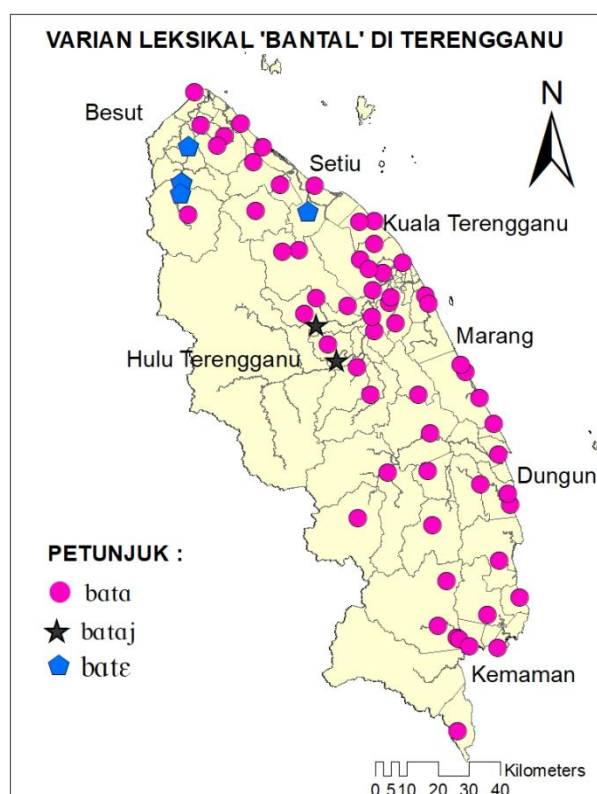 VARIAN LEKSIKAL 'BANTAL' DI TERENGGANU
N
Besut
Setiu
Kuala Terengganu
Marang
Hulu Terengganu
Dungun
PETUNJUK :
bata
bataj
batɛ
Kemaman
Kilometers
0 5 10 20 30 40